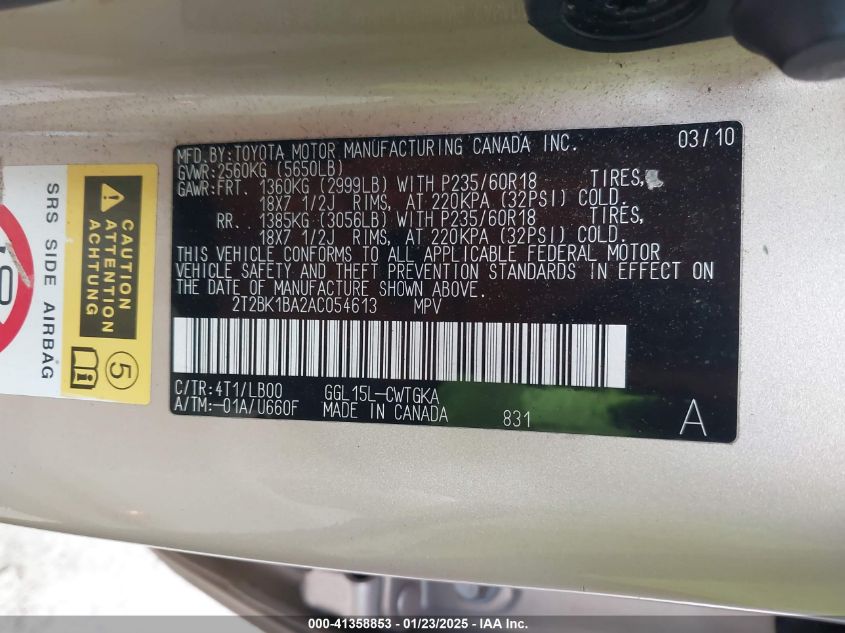 MFD.BY:TOYOTA MOTOR MANUFACTURING CANADA INC. 03/10
GVWR:2560KG (5650LB)
GAWR:FRT. 1360KG (2999LB) WITH P235/60R18 TIRES,
18X7 1/2J RIMS, AT 220KPA (32PSI) COLD.
RR. 1385KG (3056LB) WITH P235/60R18 TIRES,
18X7 1/2J RIMS, AT 220KPA (32PSI) COLD.
THIS VEHICLE CONFORMS TO ALL APPLICABLE FEDERAL MOTOR
VEHICLE SAFETY AND THEFT PREVENTION STANDARDS IN EFFECT ON
THE DATE OF MANUFACTURE SHOWN ABOVE.
2T2BK1BA2AC054613 MPV
C/TR:4T1/LB00 GGL15L-CWTGKA
A/TM:-01A/U660F MADE IN CANADA 831 A
SRS SIDE AIRBAG
CAUTION
ATTENTION
ACHTUNG
5
i
000-41358853 - 01/23/2025 - IAA Inc.